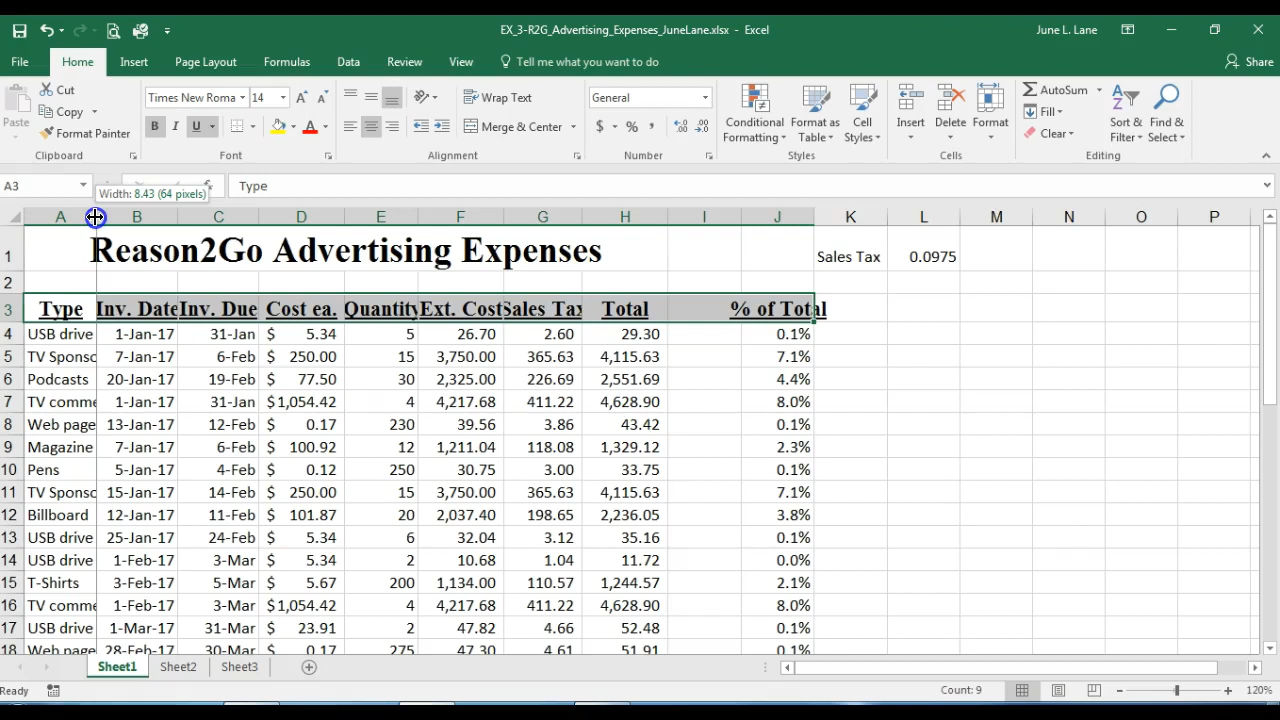 EX_3-R2G_Advertising_Expenses_JuneLane.xlsx - Excel
June L. Lane
File Home Insert Page Layout Formulas Data Review View Tell me what you want to do Share
Paste Cut Copy Format Painter
Times New Roma 14 B I U
Wrap Text Merge & Center
General $ %
Conditional Formatting Format as Table Cell Styles
Insert Delete Format
AutoSum Fill Clear Sort & Filter Find & Select
Clipboard Font Alignment Number Styles Cells Editing
A3 Type
Width: 8.43 (64 pixels)
A B C D E F G H I J K L M N O P
1 Reason2Go Advertising Expenses Sales Tax 0.0975
2
3 Type Inv. Date Inv. Due Cost ea. Quantity Ext. Cost Sales Tax Total % of Total
4 USB drive 1-Jan-17 31-Jan $ 5.34 5 26.70 2.60 29.30 0.1%
5 TV Sponso 7-Jan-17 6-Feb $ 250.00 15 3,750.00 365.63 4,115.63 7.1%
6 Podcasts 20-Jan-17 19-Feb $ 77.50 30 2,325.00 226.69 2,551.69 4.4%
7 TV comme 1-Jan-17 31-Jan $1,054.42 4 4,217.68 411.22 4,628.90 8.0%
8 Web page 13-Jan-17 12-Feb $ 0.17 230 39.56 3.86 43.42 0.1%
9 Magazine 7-Jan-17 6-Feb $ 100.92 12 1,211.04 118.08 1,329.12 2.3%
10 Pens 5-Jan-17 4-Feb $ 0.12 250 30.75 3.00 33.75 0.1%
11 TV Sponso 15-Jan-17 14-Feb $ 250.00 15 3,750.00 365.63 4,115.63 7.1%
12 Billboard 12-Jan-17 11-Feb $ 101.87 20 2,037.40 198.65 2,236.05 3.8%
13 USB drive 25-Jan-17 24-Feb $ 5.34 6 32.04 3.12 35.16 0.1%
14 USB drive 1-Feb-17 3-Mar $ 5.34 2 10.68 1.04 11.72 0.0%
15 T-Shirts 3-Feb-17 5-Mar $ 5.67 200 1,134.00 110.57 1,244.57 2.1%
16 TV comme 1-Feb-17 3-Mar $1,054.42 4 4,217.68 411.22 4,628.90 8.0%
17 USB drive 1-Mar-17 31-Mar $ 23.91 2 47.82 4.66 52.48 0.1%
18 Web page 28-Feb-17 30-Mar $ 0.17 275 47.30 4.61 51.91 0.1%
Sheet1 Sheet2 Sheet3
Ready Count: 9 120%